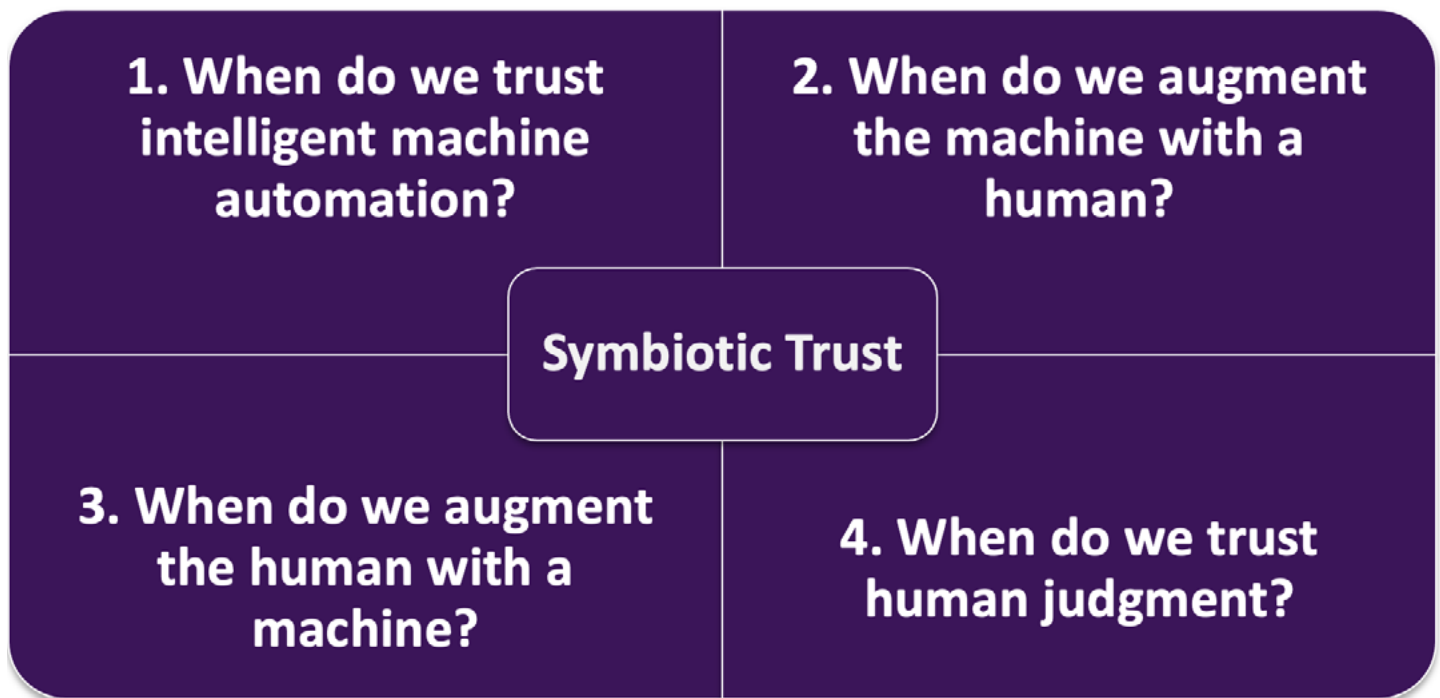 1. When do we trust
intelligent machine
automation?
2. When do we augment
the machine with a
human?
Symbiotic Trust
3. When do we augment
the human with a
machine?
4. When do we trust
human judgment?